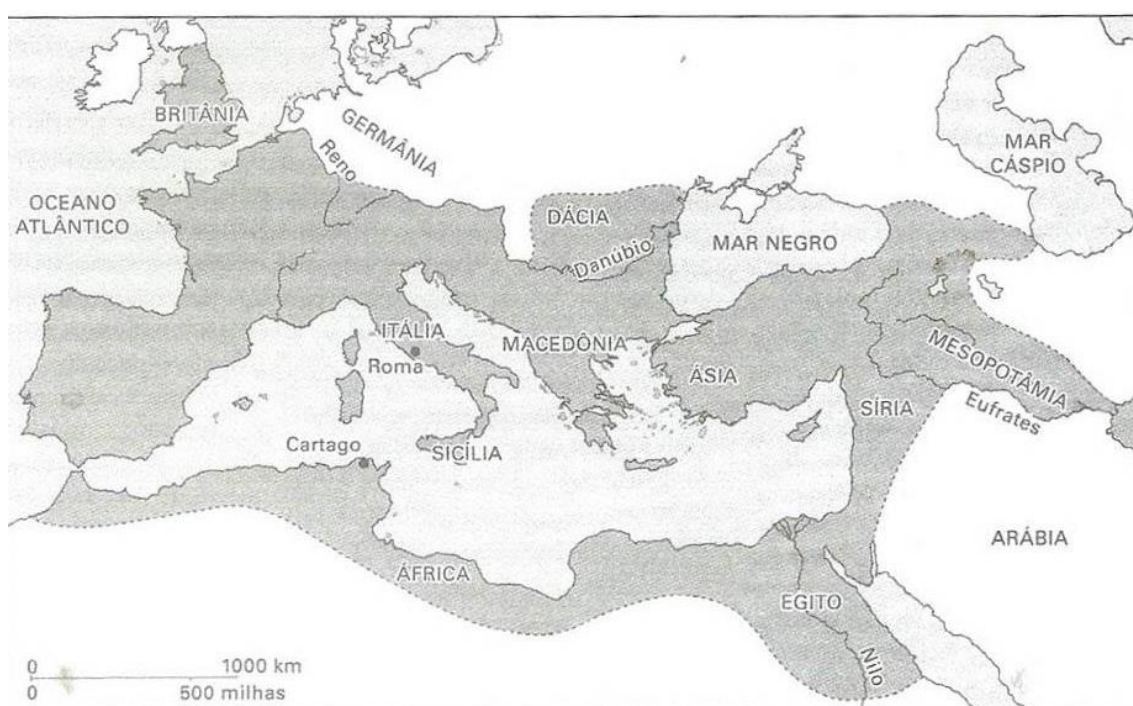 BRITÂNIA
GERMÂNIA
Reno
MAR
CÁSPIO
OCEANO
ATLÂNTICO
DÁCIA
MAR NEGRO
Danúbio
ITÁLIA
Roma
MACEDÔNIA
ÁSIA
MESOPOTÂMIA
SÍRIA
Eufrates
Cartago
SICÍLIA
ARÁBIA
ÁFRICA
EGITO
Nilo
0 1000 km
0 500 milhas